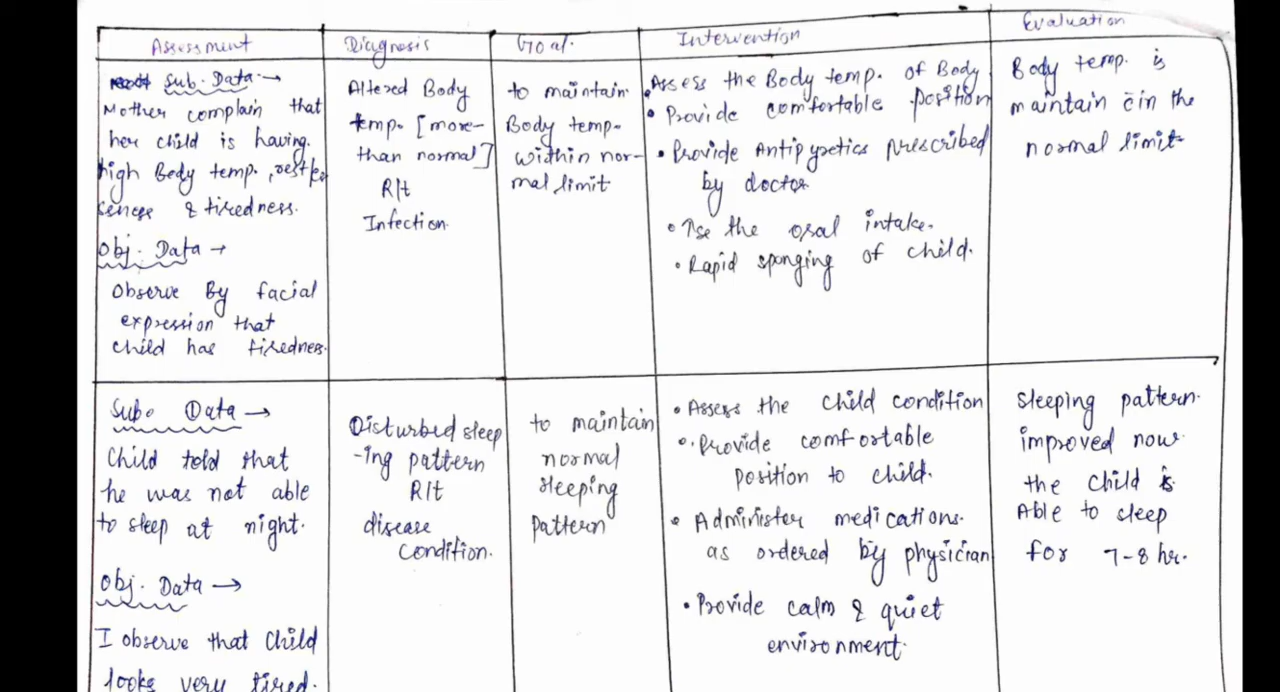 Assessment
Diagnosis
Goal.
Intervention
Evaluation
Sub. Data →
Mother complain that
her child is having.
high Body temp., restles
seness & tiredness.
Obj. Data →
Observe By facial
expression that
child has tiredness.
Altered Body
temp. [more-
than normal]
R/t
Infection.
to maintain
Body temp.
within nor-
mal limit
• Assess the Body temp. of Body
• Provide comfortable position
• Provide Antipyretics prescribed
by doctor
• ↑se the oral intake.
• Rapid sponging of child.
Body temp. is
maintain c̄in the
normal limit
Sub. Data →
Child told that
he was not able
to sleep at night.
Obj. Data →
I observe that child
looks very tired.
Disturbed sleep
-ing pattern
R/t
disease
condition.
to maintain
normal
sleeping
pattern
• Assess the child condition
• Provide comfortable
position to child.
• Administer medications.
as ordered by physician
• Provide calm & quiet
environment.
Sleeping pattern.
improved now
the child is
Able to sleep
for 7-8 hr.